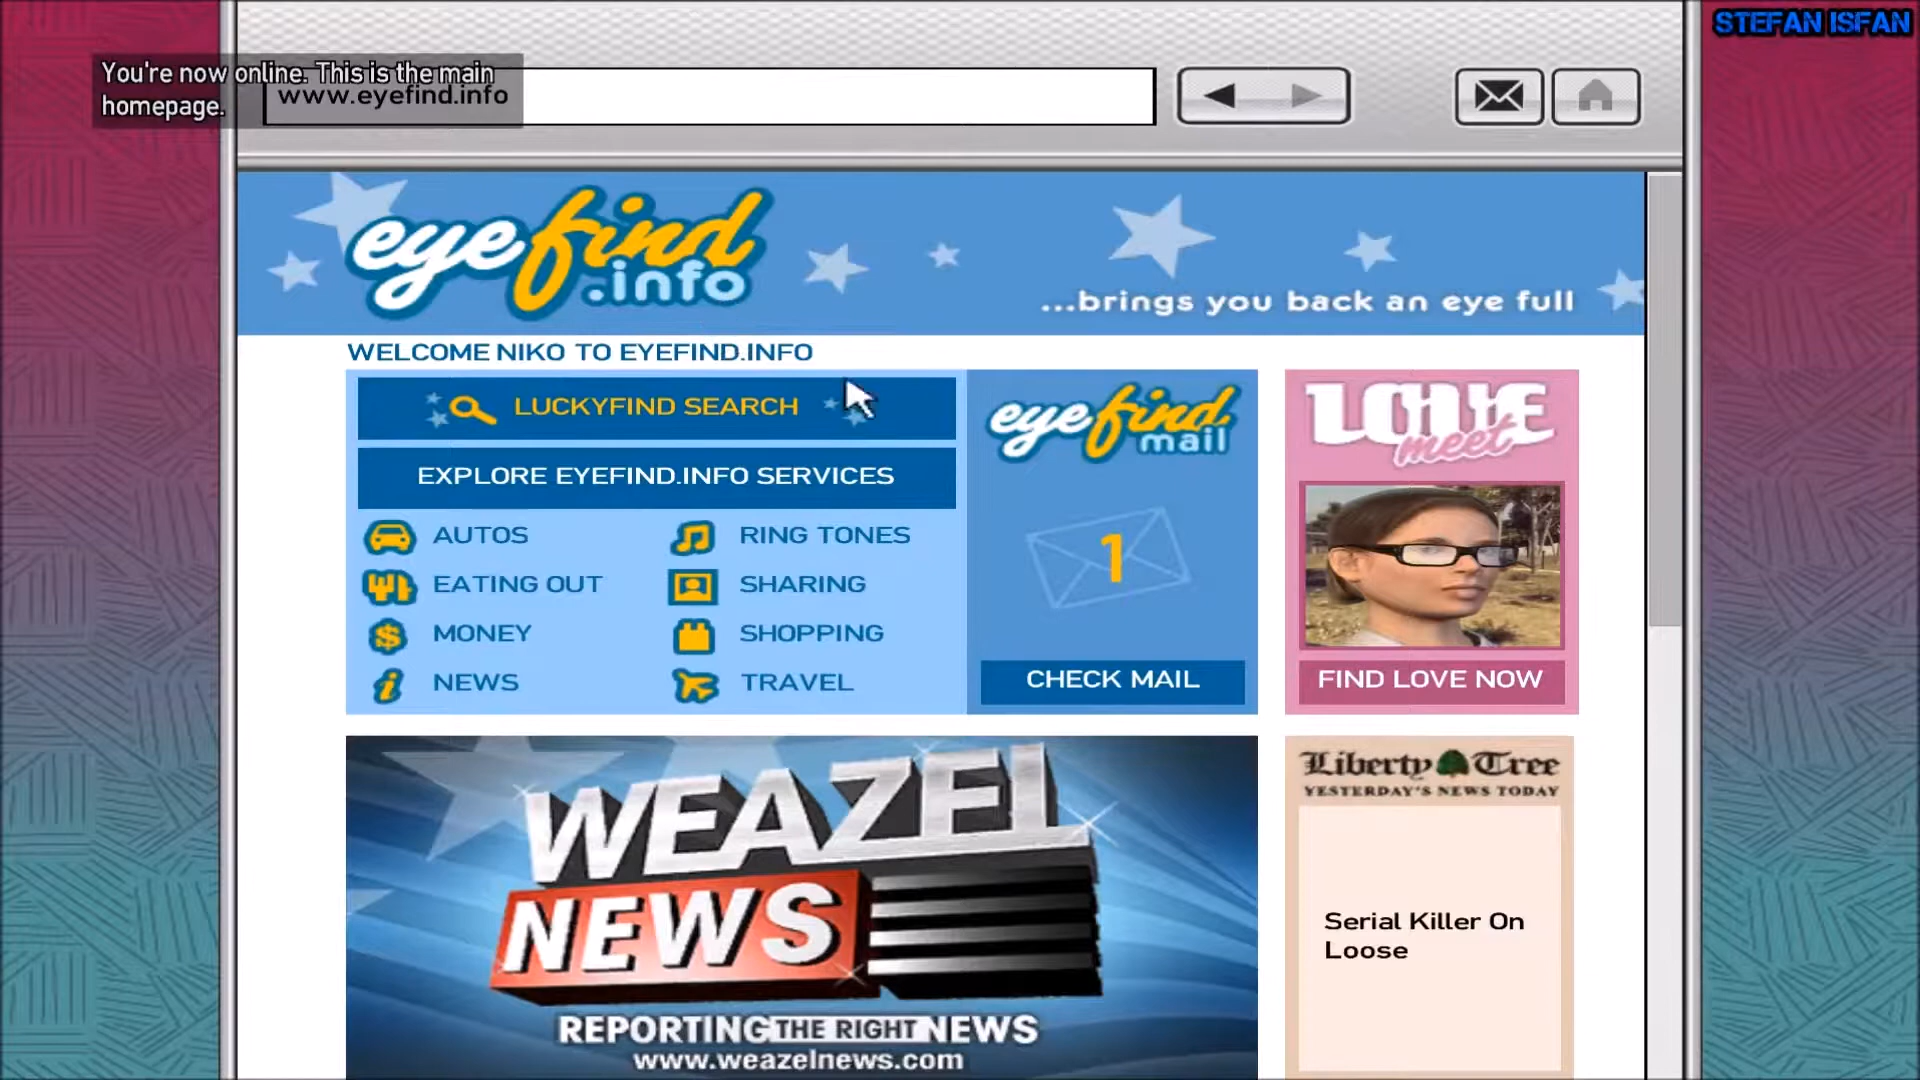 STEFAN ISFAN
You're now online. This is the main
homepage.
www.eyefind.info
eyefind
.info
...brings you back an eye full
WELCOME NIKO TO EYEFIND.INFO
LUCKYFIND SEARCH
EXPLORE EYEFIND.INFO SERVICES
AUTOS
RING TONES
EATING OUT
SHARING
MONEY
SHOPPING
NEWS
TRAVEL
eyefind
mail
1
CHECK MAIL
LOVE
meet
FIND LOVE NOW
WEAZEL
NEWS
REPORTING THE RIGHT NEWS
www.weazelnews.com
Liberty Tree
YESTERDAY'S NEWS TODAY
Serial Killer On
Loose